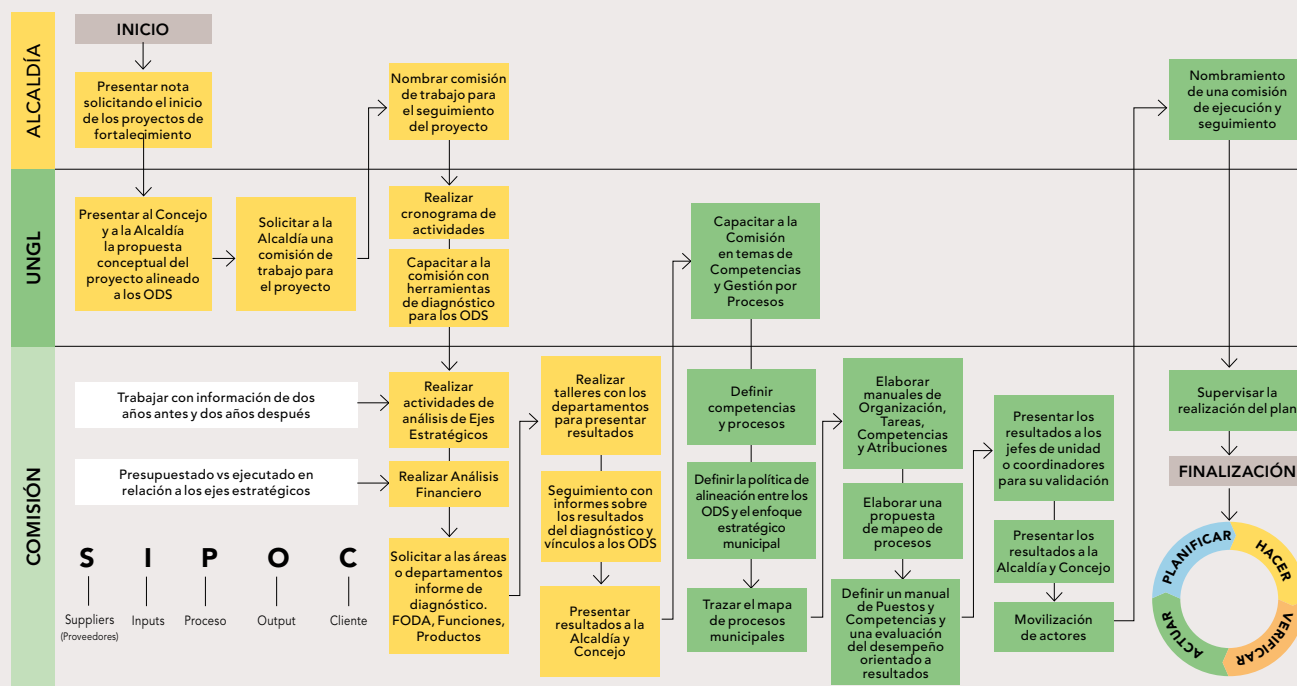 ALCALDÍA
INICIO
Presentar nota
solicitando el inicio
de los proyectos de
fortalecimiento
Nombrar comisión
de trabajo para
el seguimiento
del proyecto
Nombramiento
de una comisión
de ejecución y
seguimiento
UNGL
Presentar al Concejo
y a la Alcaldía
la propuesta
conceptual del
proyecto alineado
a los ODS
Solicitar a la
Alcaldía una
comisión de
trabajo para
el proyecto
Realizar
cronograma de
actividades
Capacitar a la
comisión con
herramientas
de diagnóstico
para los ODS
Capacitar a la
Comisión
en temas de
Competencias
y Gestión por
Procesos
COMISIÓN
Trabajar con información de dos
años antes y dos años después
Presupuestado vs ejecutado en
relación a los ejes estratégicos
S I P O C
Suppliers
(Proveedores)
Inputs
Proceso
Output
Cliente
Realizar
actividades de
análisis de Ejes
Estratégicos
Realizar Análisis
Financiero
Solicitar a las áreas
o departamentos
informe de
diagnóstico.
FODA, Funciones,
Productos
Realizar
talleres con los
departamentos
para presentar
resultados
Seguimiento con
informes sobre
los resultados
del diagnóstico y
vínculos a los ODS
Presentar
resultados a la
Alcaldía y
Concejo
Definir
competencias
y procesos
Definir la política de
alineación entre los
ODS y el enfoque
estratégico
municipal
Trazar el mapa
de procesos
municipales
Elaborar
manuales de
Organización,
Tareas,
Competencias
y Atribuciones
Elaborar una
propuesta
de mapeo de
procesos
Definir un manual
de Puestos y
Competencias y
una evaluación
del desempeño
orientado a
resultados
Presentar los
resultados a los
jefes de unidad
o coordinadores
para su validación
Presentar los
resultados a la
Alcaldía y Concejo
Movilización
de actores
Supervisar la
realización del plan
FINALIZACIÓN
PLANIFICAR
HACER
VERIFICAR
ACTUAR